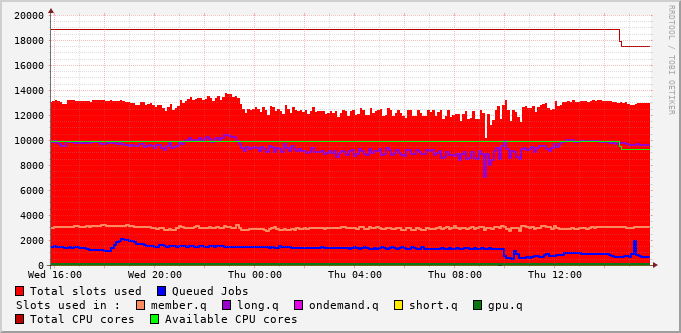 20000
18000
16000
14000
12000
10000
8000
6000
4000
2000
0
Wed 16:00 Wed 20:00 Thu 00:00 Thu 04:00 Thu 08:00 Thu 12:00
RRDTOOL / TOBI OETIKER
Total slots used Queued Jobs
Slots used in : member.q long.q ondemand.q short.q gpu.q
Total CPU cores Available CPU cores